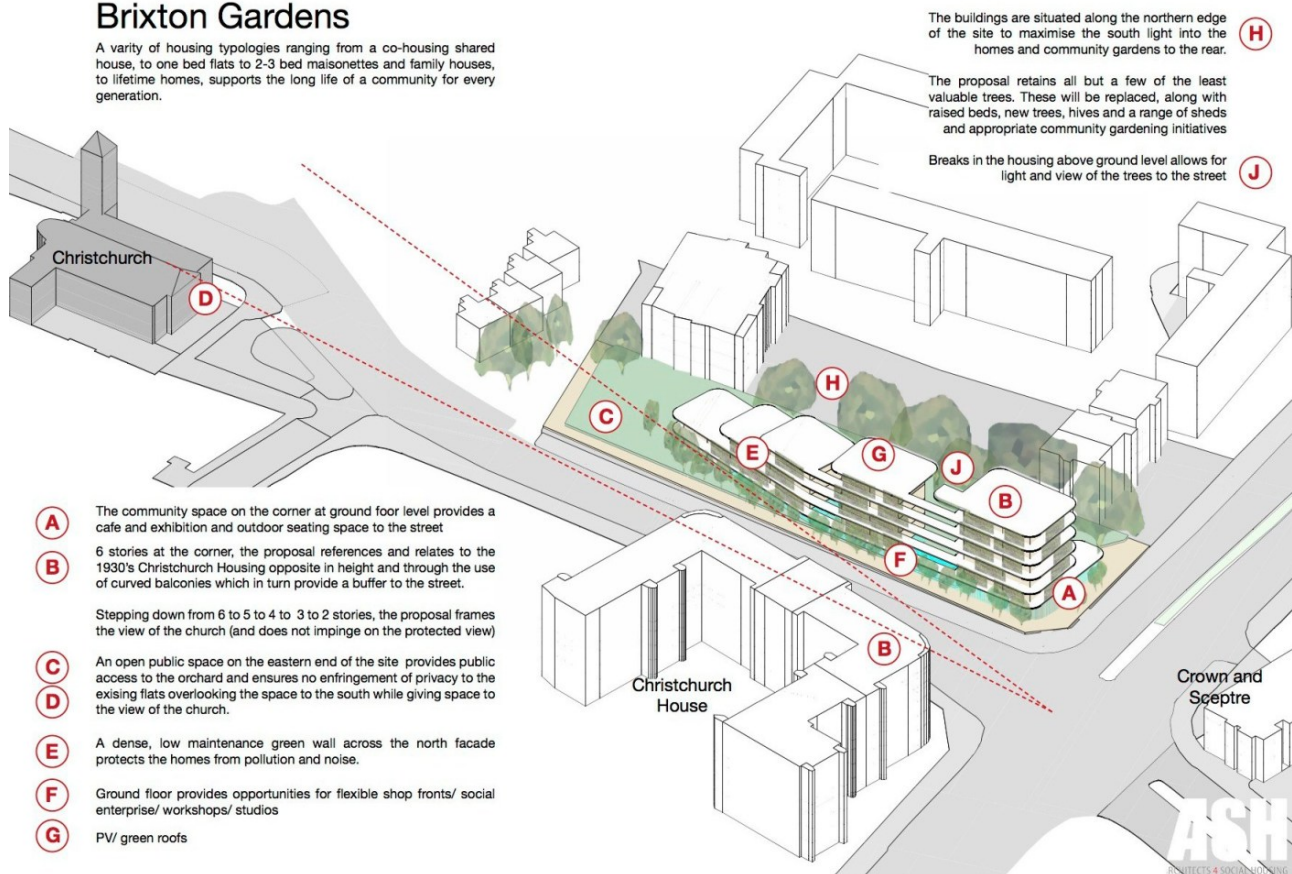 Brixton Gardens
A varity of housing typologies ranging from a co-housing shared
house, to one bed flats to 2-3 bed maisonettes and family houses,
to lifetime homes, supports the long life of a community for every
generation.
The buildings are situated along the northern edge
of the site to maximise the south light into the
homes and community gardens to the rear.
H
The proposal retains all but a few of the least
valuable trees. These will be replaced, along with
raised beds, new trees, hives and a range of sheds
and appropriate community gardening initiatives
Breaks in the housing above ground level allows for
light and view of the trees to the street
J
Christchurch
D
C
H
E
G
J
B
F
A
B
Christchurch
House
Crown and
Sceptre
A
The community space on the corner at ground foor level provides a
cafe and exhibition and outdoor seating space to the street
B
6 stories at the corner, the proposal references and relates to the
1930's Christchurch Housing opposite in height and through the use
of curved balconies which in turn provide a buffer to the street.
Stepping down from 6 to 5 to 4 to 3 to 2 stories, the proposal frames
the view of the church (and does not impinge on the protected view)
C
D
An open public space on the eastern end of the site provides public
access to the orchard and ensures no enfringement of privacy to the
exising flats overlooking the space to the south while giving space to
the view of the church.
E
A dense, low maintenance green wall across the north facade
protects the homes from pollution and noise.
F
Ground floor provides opportunities for flexible shop fronts/ social
enterprise/ workshops/ studios
G
PV/ green roofs
ASH
ARCHITECTS 4 SOCIAL HOUSING